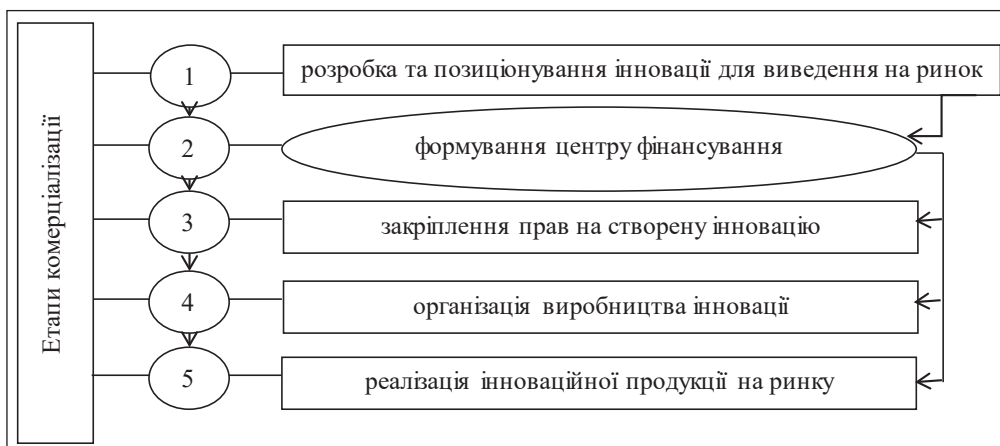 Етапи комерціалізації
1
розробка та позиціонування інновації для виведення на ринок
2
формування центру фінансування
3
закріплення прав на створену інновацію
4
організація виробництва інновації
5
реалізація інноваційної продукції на ринку